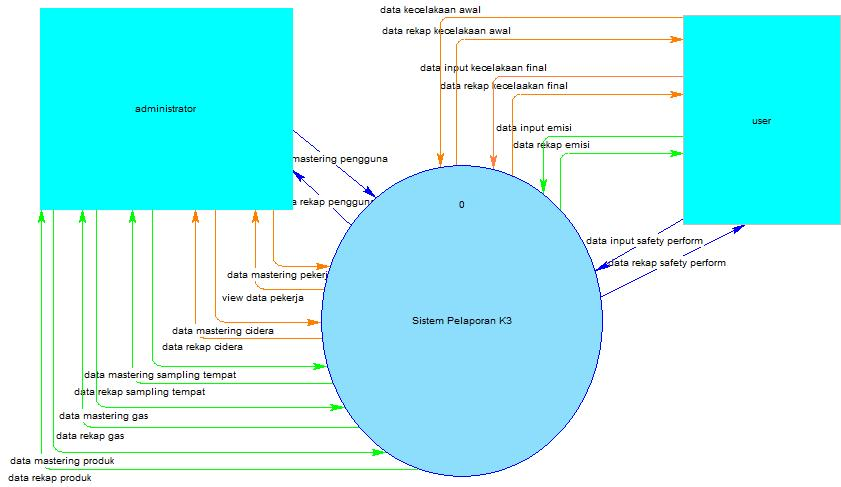 data kecelakaan awal
data rekap kecelakaan awal
data input kecelakaan final
data rekap kecelaakan final
administrator
user
data input emisi
data rekap emisi
mastering pengguna
a rekap pengguna
0
data input safety perform
data rekap safety perform
data mastering pekerj
view data pekerja
Sistem Pelaporan K3
data mastering cidera
data rekap cidera
data mastering sampling tempat
data rekap sampling tempat
data mastering gas
data rekap gas
data mastering produk
data rekap produk